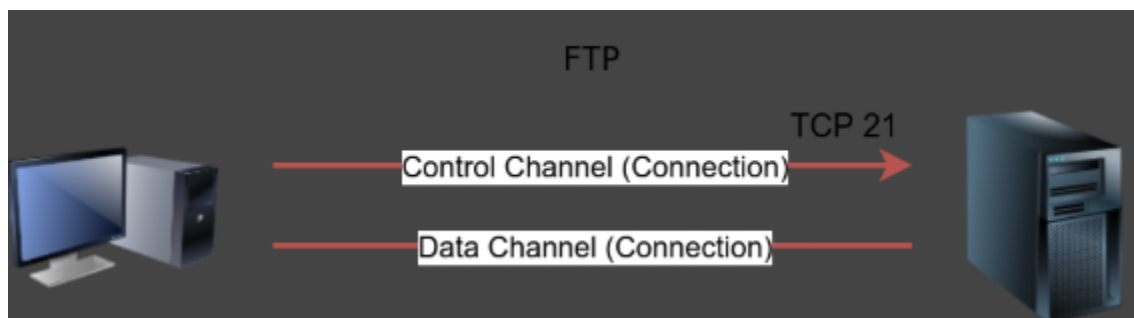 FTP
TCP 21
Control Channel (Connection)
Data Channel (Connection)